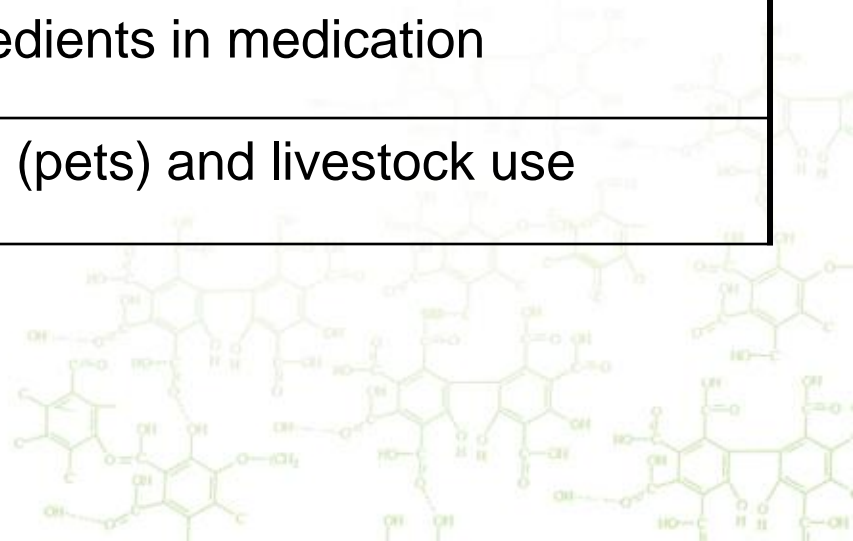 edients in medication
(pets) and livestock use